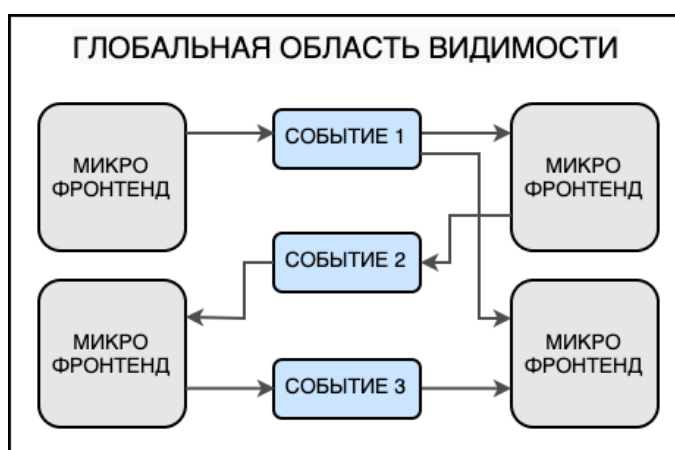 ГЛОБАЛЬНАЯ ОБЛАСТЬ ВИДИМОСТИ
МИКРО
ФРОНТЕНД
СОБЫТИЕ 1
МИКРО
ФРОНТЕНД
СОБЫТИЕ 2
МИКРО
ФРОНТЕНД
СОБЫТИЕ 3
МИКРО
ФРОНТЕНД